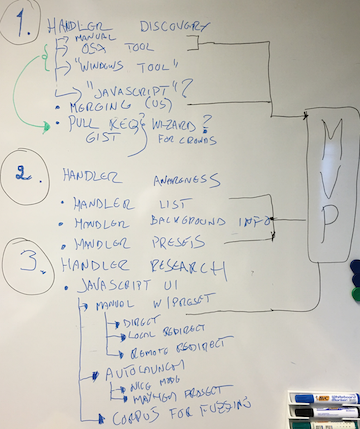 1. HANDLER DISCOVERY
MANUAL
OSX TOOL
"WINDOWS TOOL"
"JAVASCRIPT"?
• MERGING (US)
• PULL REQ? WIZARD?
GIST FOR CROWDS
2. HANDLER AWARENESS
• HANDLER LIST
• HANDLER BACKGROUND INFO
• HANDLER PRESETS
3. HANDLER RESEARCH
• JAVASCRIPT UI
MANUAL W/PRESET
DIRECT
LOCAL REDIRECT
REMOTE REDIRECT
AUTOLAUNCH
NICE MODE
MAYHEM PROJECT
CORPUS FOR FUZZING
MVP
BIC